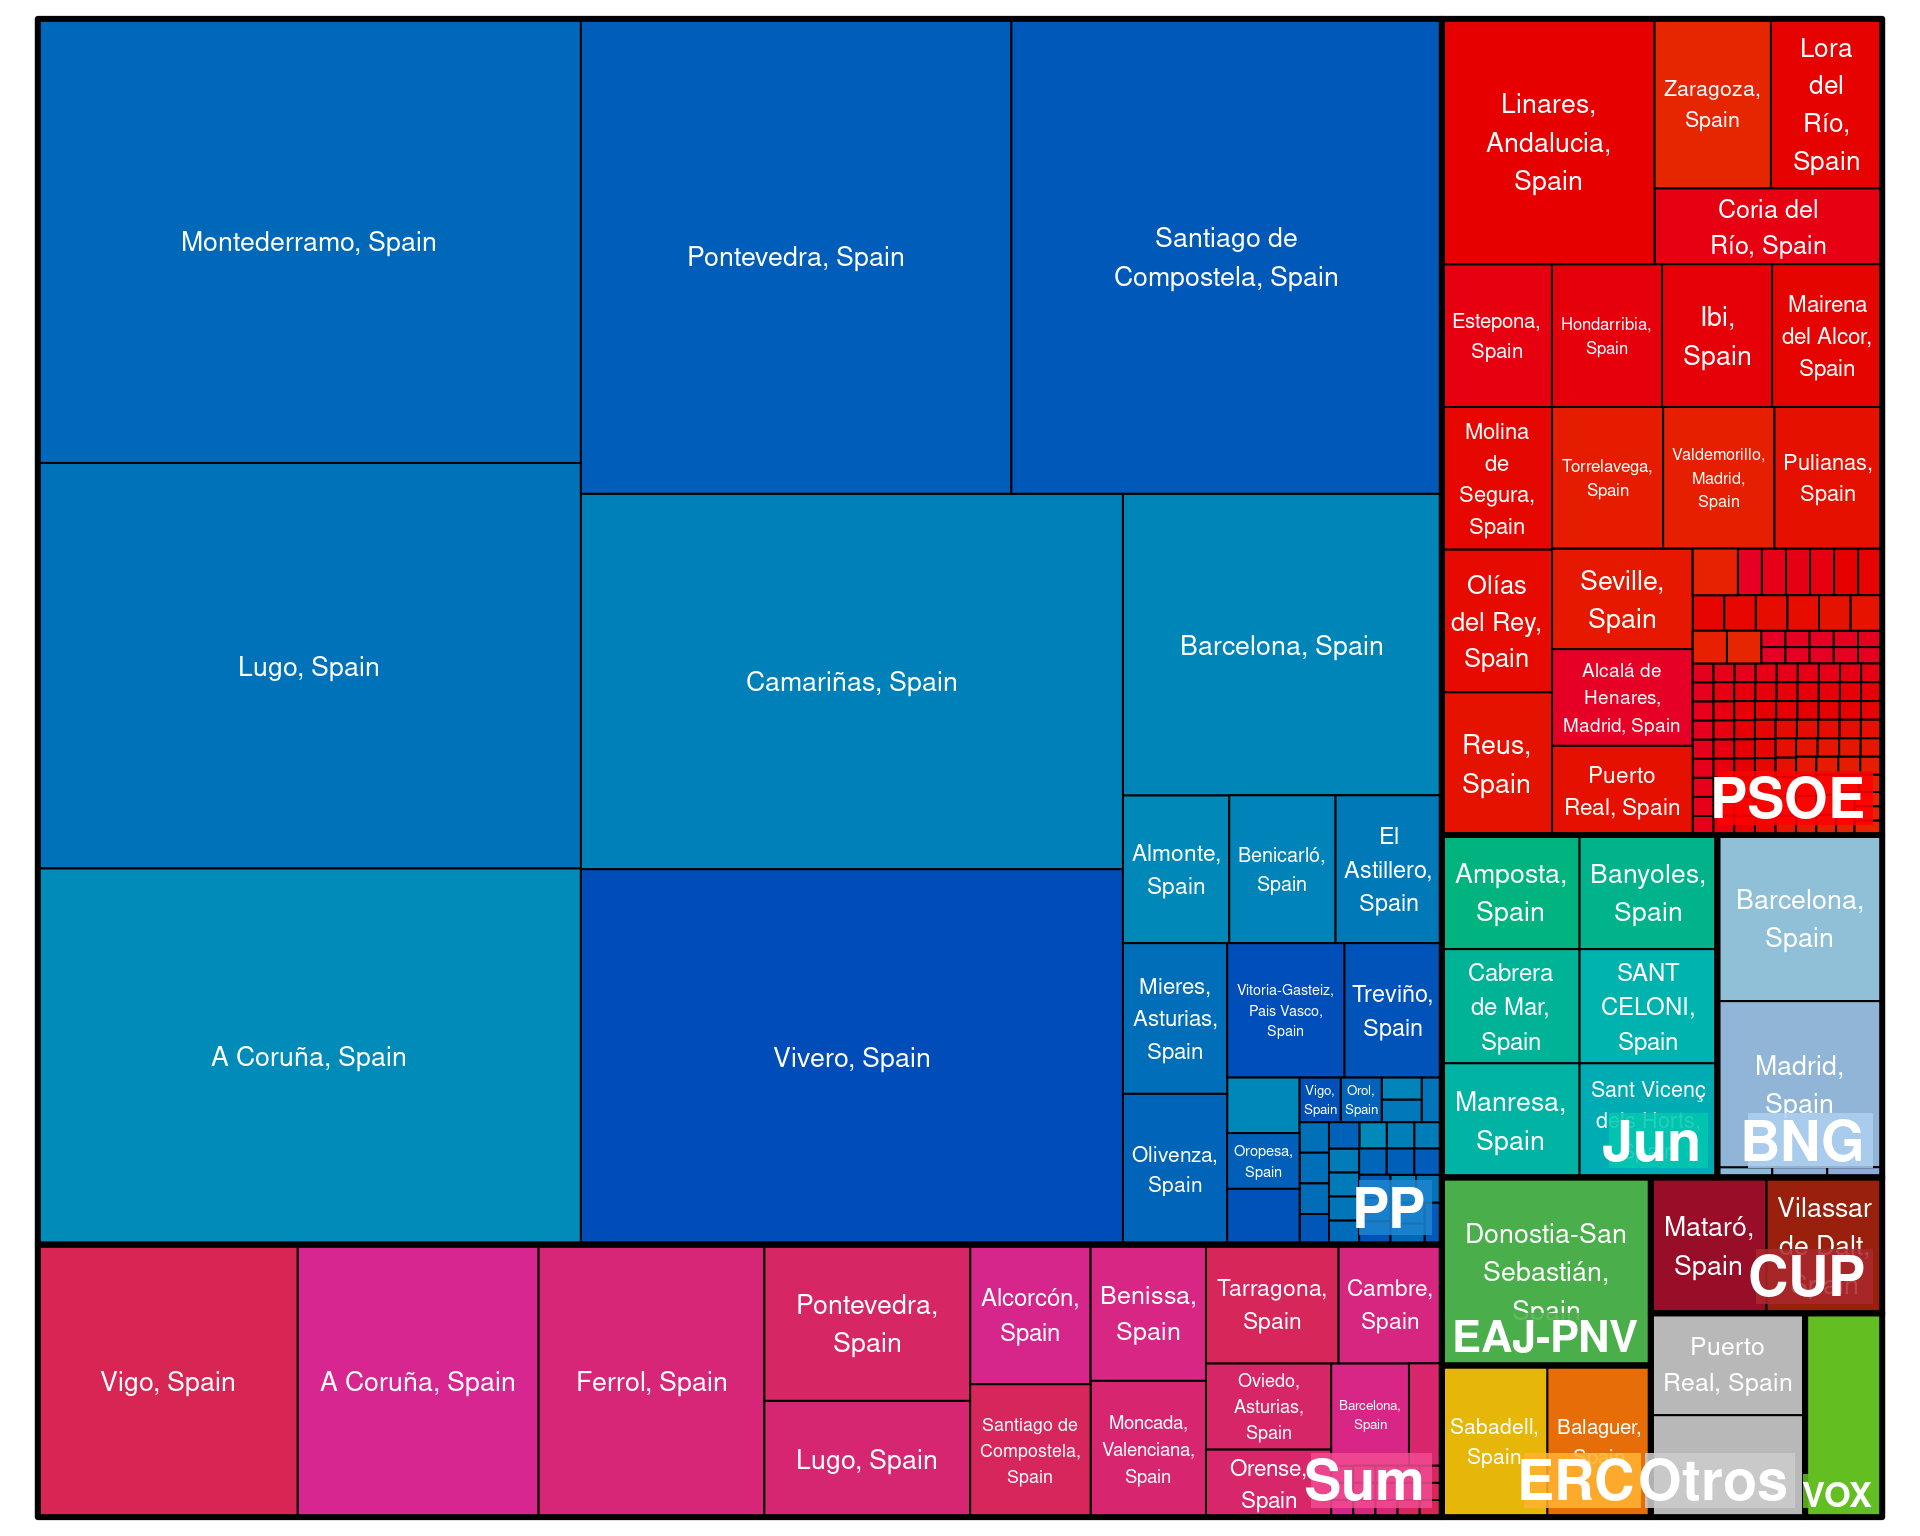 Montederramo, Spain
Lugo, Spain
A Coruña, Spain
Pontevedra, Spain
Santiago de
Compostela, Spain
Camariñas, Spain
Barcelona, Spain
Vivero, Spain
Almonte,
Spain
Benicarló,
Spain
El
Astillero,
Spain
Mieres,
Asturias,
Spain
Vitoria-Gasteiz,
Pais Vasco,
Spain
Treviño,
Spain
Olivenza,
Spain
Vigo,
Spain
Orol,
Spain
Oropesa,
Spain
PP
Linares,
Andalucia,
Spain
Zaragoza,
Spain
Lora
del
Río,
Spain
Coria del
Río, Spain
Estepona,
Spain
Hondarribia,
Spain
Ibi,
Spain
Mairena
del Alcor,
Spain
Molina
de
Segura,
Spain
Torrelavega,
Spain
Valdemorillo,
Madrid,
Spain
Pulianas,
Spain
Olías
del Rey,
Spain
Seville,
Spain
Alcalá de
Henares,
Madrid, Spain
Reus,
Spain
Puerto
Real, Spain
PSOE
Amposta,
Spain
Banyoles,
Spain
Cabrera
de Mar,
Spain
SANT
CELONI,
Spain
Manresa,
Spain
Sant Vicenç
dels Horts,
Jun
Barcelona,
Spain
Madrid,
Spain
BNG
Donostia-San
Sebastián,
Spain
EAJ-PNV
Mataró,
Spain
Vilassar
de Dalt,
Spain
CUP
Vigo, Spain
A Coruña, Spain
Ferrol, Spain
Pontevedra,
Spain
Lugo, Spain
Alcorcón,
Spain
Santiago de
Compostela,
Spain
Benissa,
Spain
Moncada,
Valenciana,
Spain
Tarragona,
Spain
Cambre,
Spain
Oviedo,
Asturias,
Spain
Barcelona,
Spain
Orense,
Spain
Sum
Sabadell,
Spain
Balaguer,
Spain
ERC
Puerto
Real, Spain
Otros
VOX